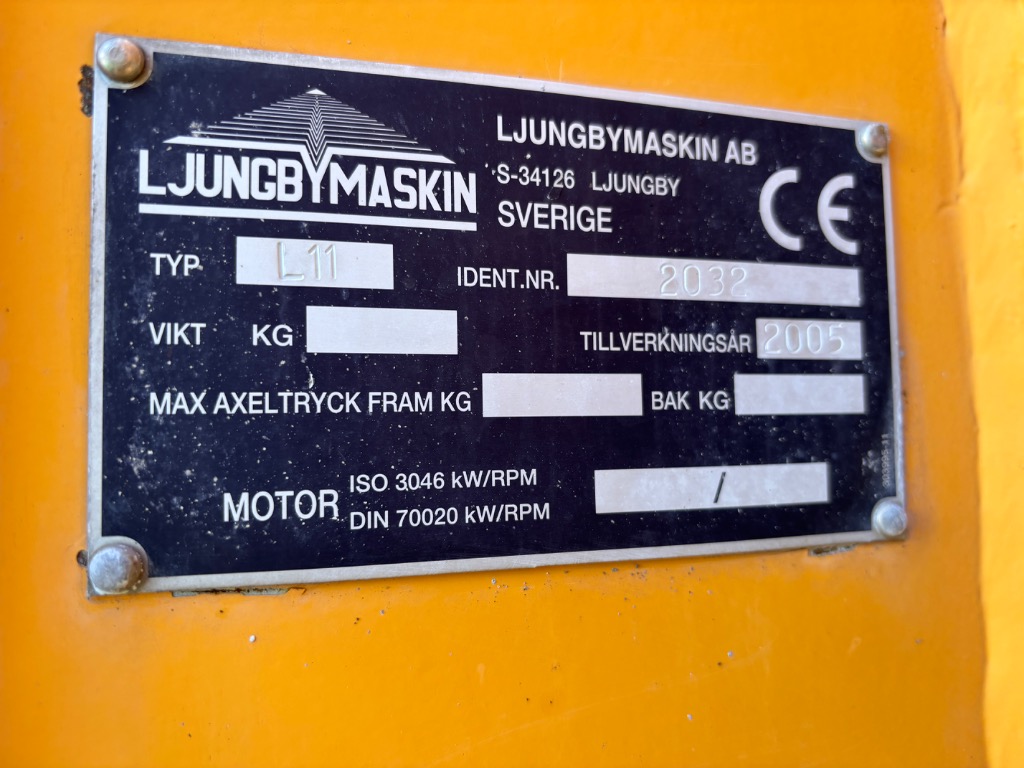 LJUNGBYMASKIN
LJUNGBYMASKIN AB
S-34126 LJUNGBY
SVERIGE
CE
TYP L11
IDENT.NR. 2032
VIKT KG
TILLVERKNINGSÅR 2005
MAX AXELTRYCK FRAM KG BAK KG
MOTOR ISO 3046 kW/RPM /
DIN 70020 kW/RPM